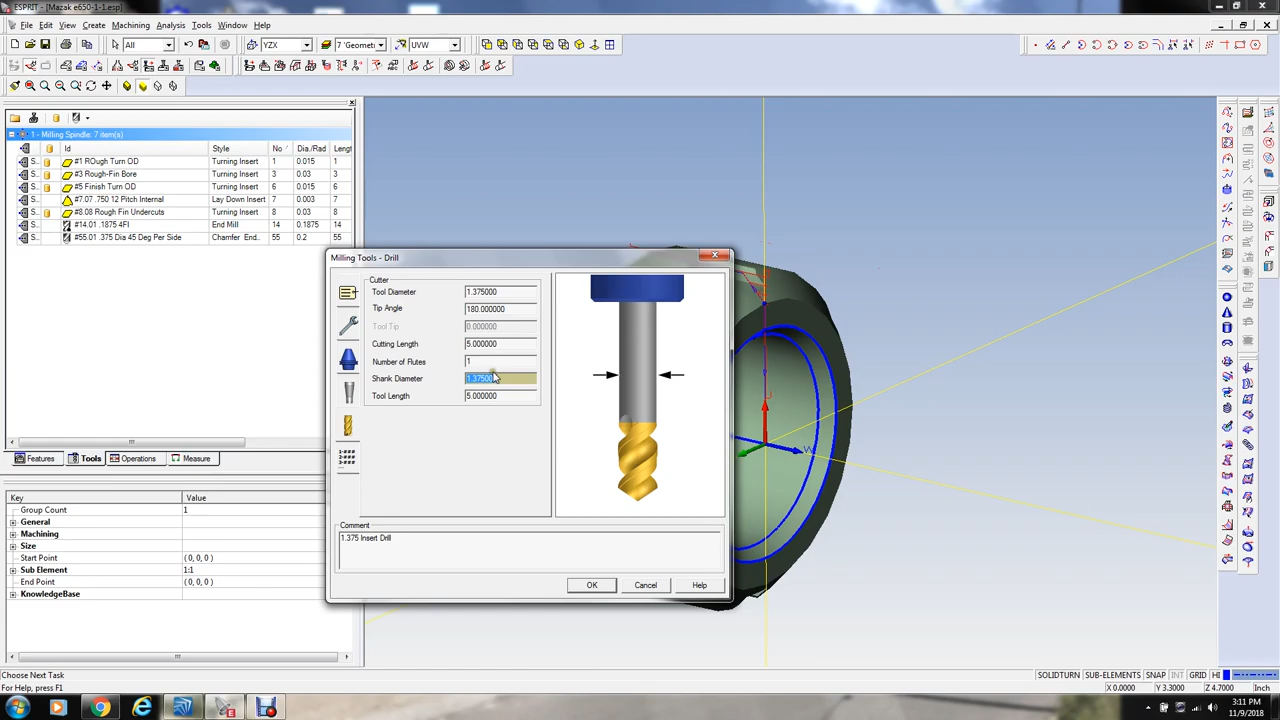 ESPRIT - [Mazak e650-1-1.esp]
File Edit View Create Machining Analysis Tools Window Help
All YZX 7 'Geometr UVW
1 - Milling Spindle: 7 item(s)
Id Style No Dia./Rad Lengt
S.. #1 ROugh Turn OD Turning Insert 1 0.015 1
S.. #3 Rough-Fin Bore Turning Insert 3 0.03 3
S.. #5 Finish Turn OD Turning Insert 6 0.015 6
S.. #7.07 .750 12 Pitch Internal Lay Down Insert 7 0.003 7
S.. #8.08 Rough Fin Undercuts Turning Insert 8 0.03 8
S.. #14.01 .1875 4Fl End Mill 14 0.1875 14
S.. #55.01 .375 Dia 45 Deg Per Side Chamfer End.. 55 0.2 55
Milling Tools - Drill
Cutter
Tool Diameter 1.375000
Tip Angle 180.000000
Tool Tip 0.000000
Cutting Length 5.000000
Number of Flutes 1
Shank Diameter 1.37500
Tool Length 5.000000
1-###
2-###
3-###
Comment
1.375 Insert Drill
OK Cancel Help
W
Features Tools Operations Measure
Key Value
Group Count 1
General
Machining
Size
Start Point ( 0, 0, 0 )
Sub Element 1:1
End Point ( 0, 0, 0 )
KnowledgeBase
Choose Next Task
SOLIDTURN SUB-ELEMENTS SNAP INT GRID HI
For Help, press F1
X 0.0000 Y 3.3000 Z 4.7000 Inch
3:11 PM
11/9/2018